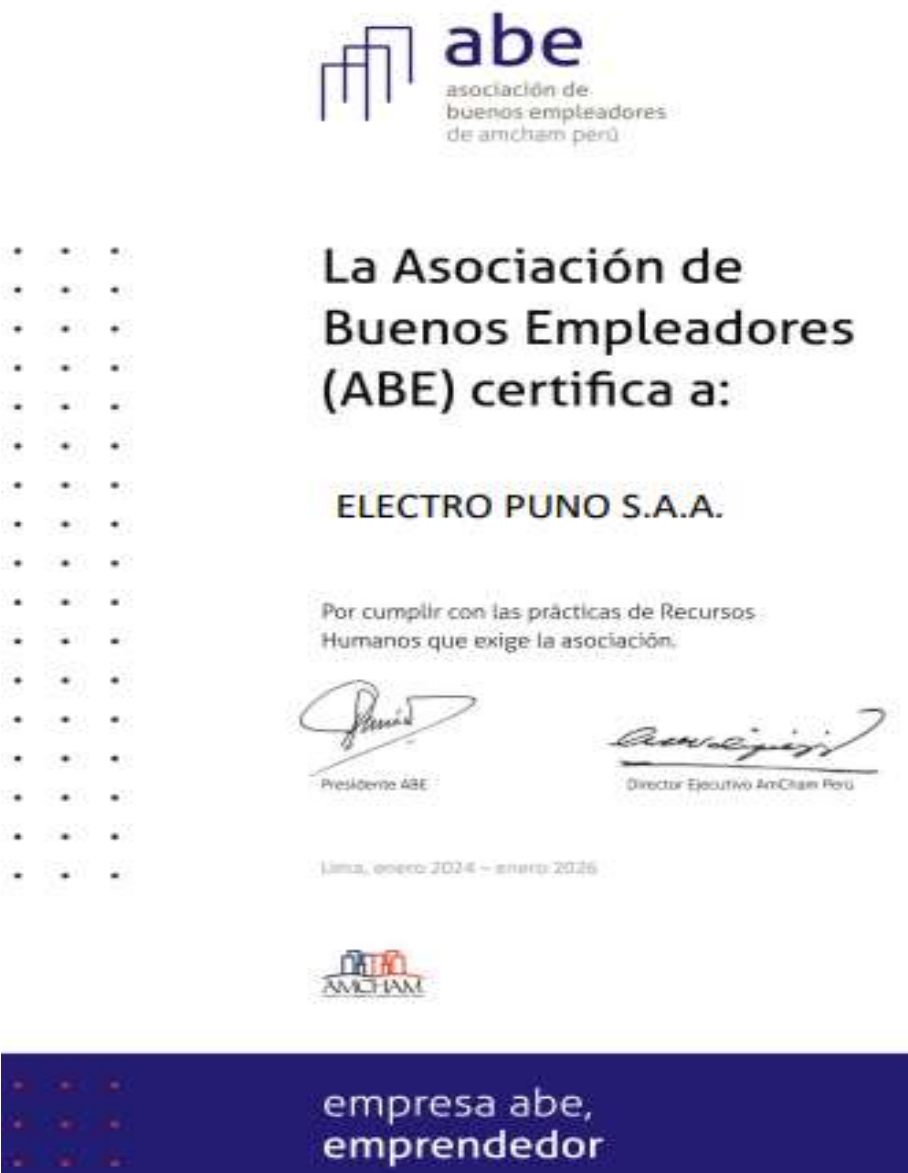 abe
asociación de
buenos empleadores
de amcham perú
La Asociación de
Buenos Empleadores
(ABE) certifica a:
ELECTRO PUNO S.A.A.
Por cumplir con las prácticas de Recursos
Humanos que exige la asociación.
Presidente ABE
Director Ejecutivo AmCham Perú
Lima, enero 2024 – enero 2026
AMCHAM
empresa abe,
emprendedor